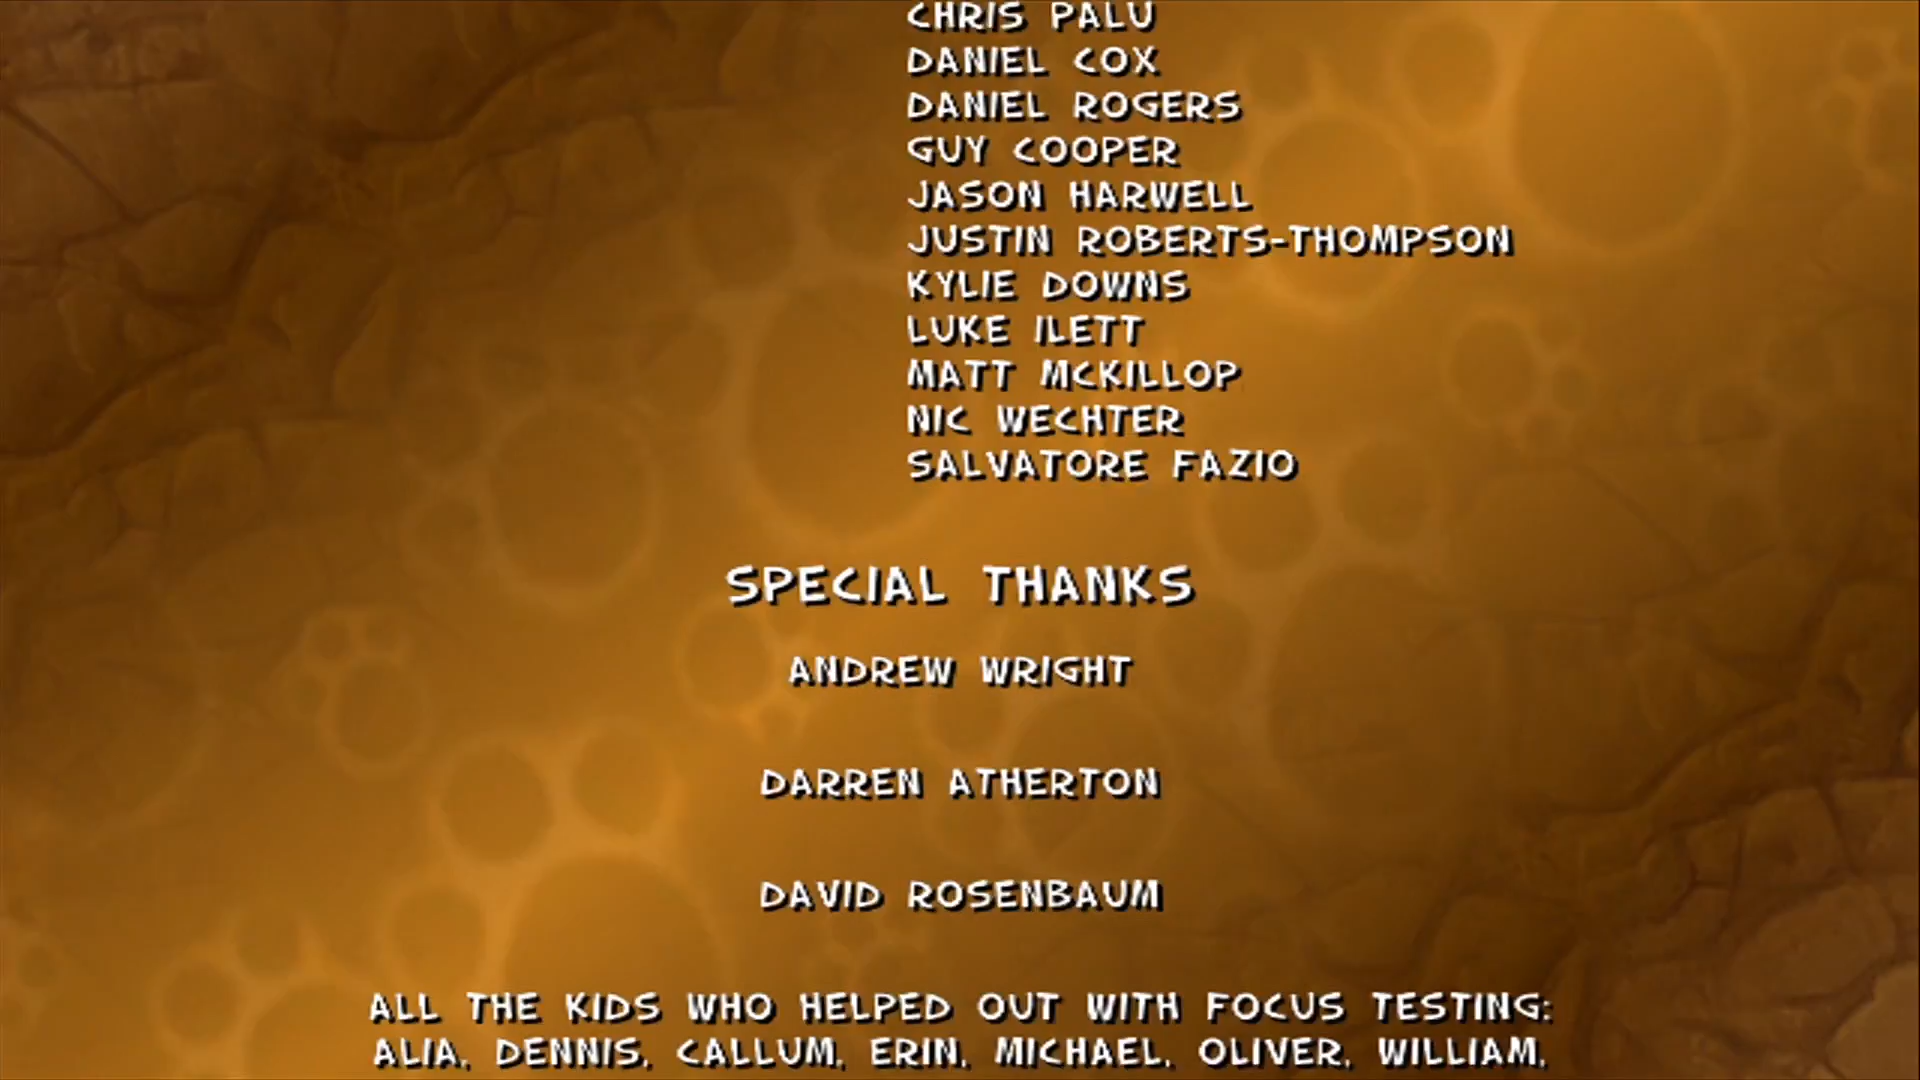 CHRIS PALU
DANIEL COX
DANIEL ROGERS
GUY COOPER
JASON HARWELL
JUSTIN ROBERTS-THOMPSON
KYLIE DOWNS
LUKE ILETT
MATT MCKILLOP
NIC WECHTER
SALVATORE FAZIO
SPECIAL THANKS
ANDREW WRIGHT
DARREN ATHERTON
DAVID ROSENBAUM
ALL THE KIDS WHO HELPED OUT WITH FOCUS TESTING:
ALIA, DENNIS, CALLUM, ERIN, MICHAEL, OLIVER, WILLIAM,